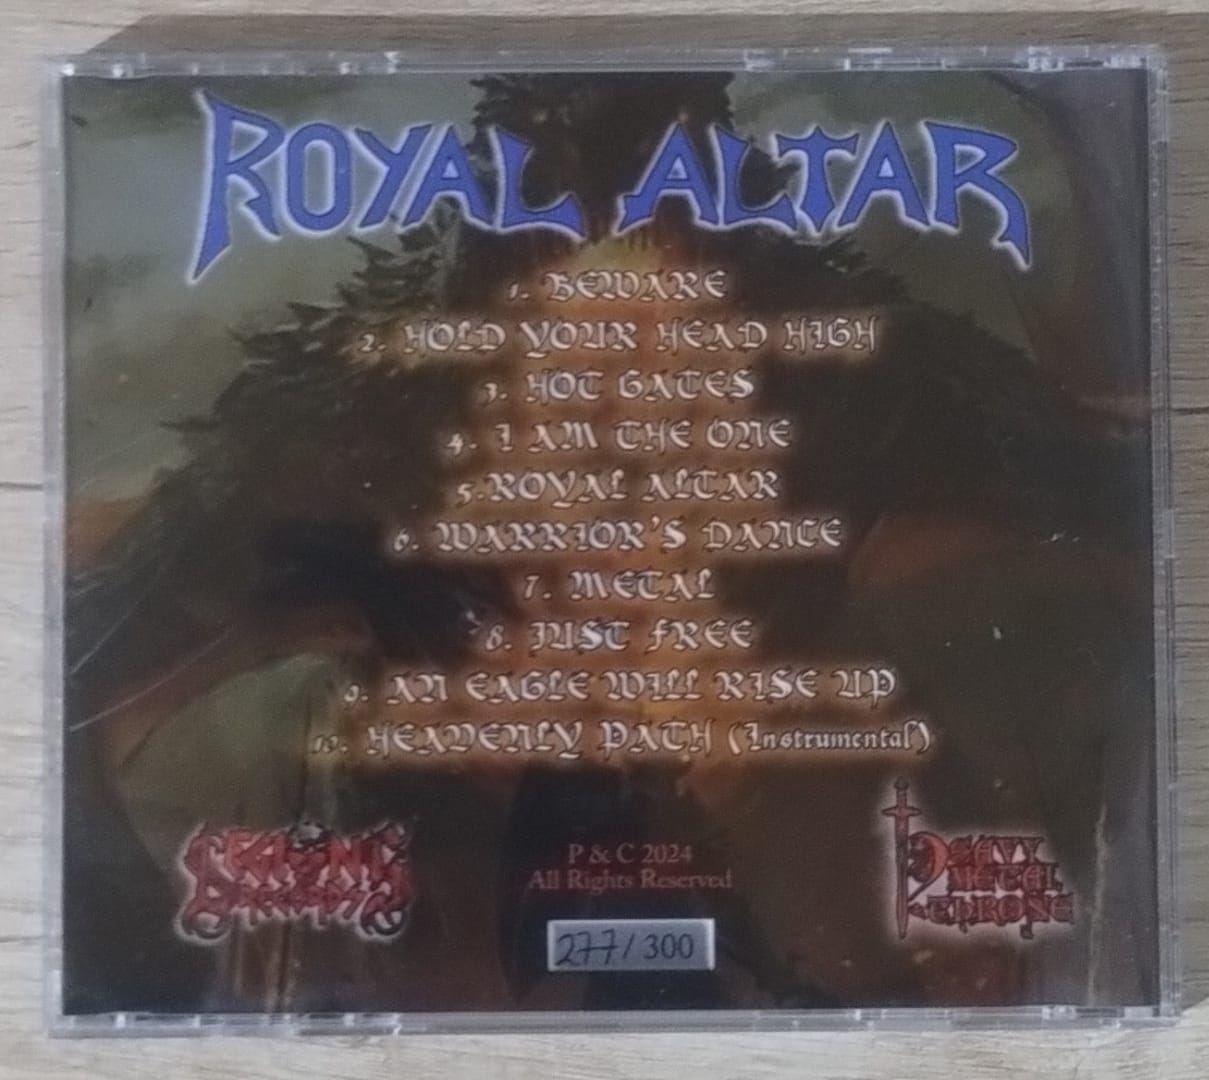 ROYAL ALTAR
1. BEWARE
2. HOLD YOUR HEAD HIGH
3. HOT GATES
4. I AM THE ONE
5.ROYAL ALTAR
6. WARRIOR'S DANCE
7. METAL
8. JUST FREE
9. AN EAGLE WILL RISE UP
10. HEAVENLY PATH (Instrumental)
P & C 2024
All Rights Reserved
HEAVY
METAL
THRONE
277/300